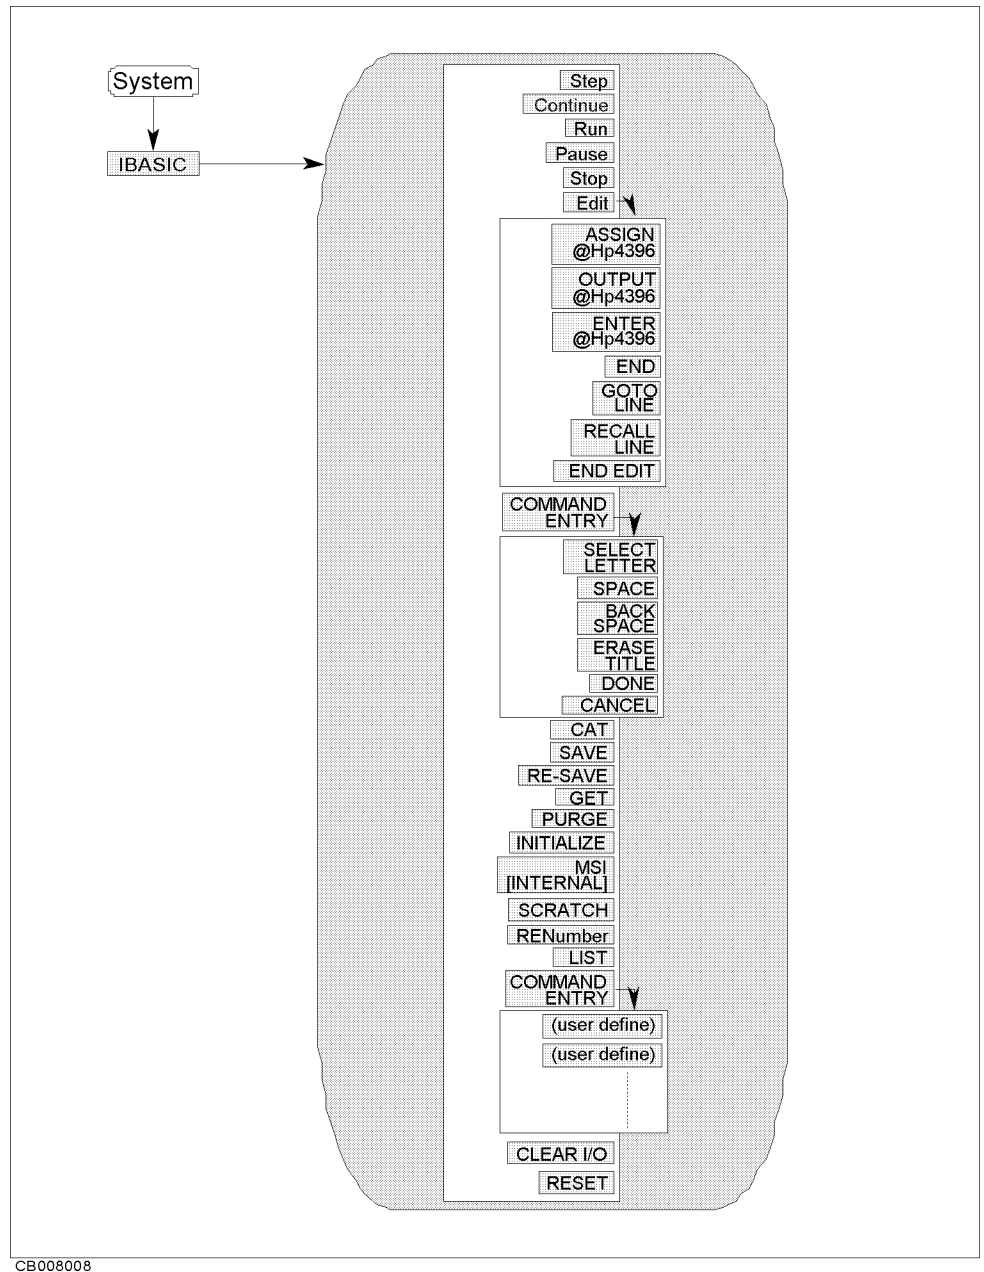 System
IBASIC
Step
Continue
Run
Pause
Stop
Edit
ASSIGN
@Hp4396
OUTPUT
@Hp4396
ENTER
@Hp4396
END
GOTO
LINE
RECALL
LINE
END EDIT
COMMAND
ENTRY
SELECT
LETTER
SPACE
BACK
SPACE
ERASE
TITLE
DONE
CANCEL
CAT
SAVE
RE-SAVE
GET
PURGE
INITIALIZE
MSI
[INTERNAL]
SCRATCH
RENumber
LIST
COMMAND
ENTRY
(user define)
(user define)
CLEAR I/O
RESET
CB008008